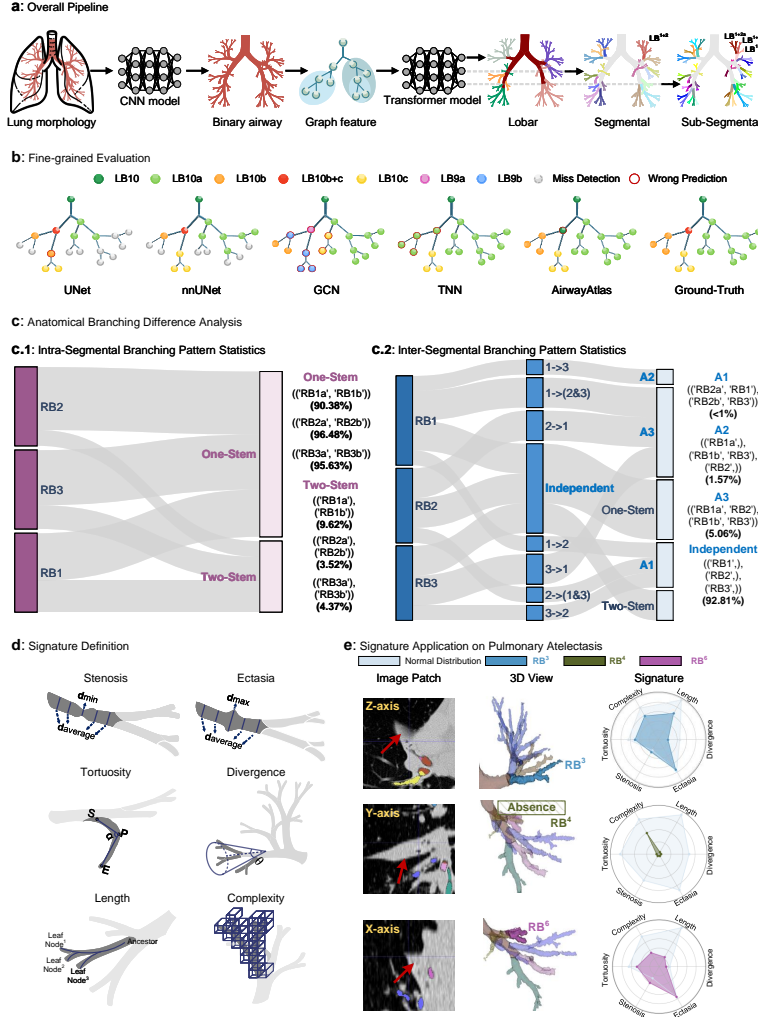 a: Overall Pipeline
LB1+2
LB1+2a
LB1+
LB1
CNN model
Transformer model
Lung morphology
Binary airway
Graph feature
Lobar
Segmental
Sub-Segmenta
b: Fine-grained Evaluation
LB10 LB10a LB10b LB10b+c LB10c LB9a LB9b Miss Detection Wrong Prediction
UNet nnUNet GCN TNN AirwayAtlas Ground-Truth
c: Anatomical Branching Difference Analysis
c.1: Intra-Segmental Branching Pattern Statistics
RB2
RB3
RB1
One-Stem
Two-Stem
One-Stem
(('RB1a', 'RB1b'))
(90.38%)
(('RB2a', 'RB2b'))
(96.48%)
(('RB3a', 'RB3b'))
(95.63%)
Two-Stem
(('RB1a'),
('RB1b'))
(9.62%)
(('RB2a'),
('RB2b'))
(3.52%)
(('RB3a'),
('RB3b'))
(4.37%)
c.2: Inter-Segmental Branching Pattern Statistics
RB1
RB2
RB3
1->3
1->(2&3)
2->1
Independent
1->2
3->1
2->(1&3)
3->2
A2
A3
One-Stem
A1
Two-Stem
A1
(('RB2a', 'RB1'),
('RB2b', 'RB3'))
(<1%)
A2
(('RB1a',),
('RB1b', 'RB3'),
('RB2',))
(1.57%)
A3
(('RB1a', 'RB2'),
('RB1b', 'RB3'))
(5.06%)
Independent
(('RB1',),
('RB2',),
('RB3',))
(92.81%)
d: Signature Definition
Stenosis
dmin
daverage
Ectasia
dmax
daverage
Tortuosity
S
d
P
E
Divergence
θ
Length
Leaf
Node1
Leaf
Node2
Leaf
Node3
Ancestor
Complexity
e: Signature Application on Pulmonary Atelectasis
Normal Distribution RB3 RB4 RB6
Image Patch 3D View Signature
Z-axis
RB3
Complexity
Length
Tortuosity
Divergence
Stenosis
Ectasia
Y-axis
Absence
RB4
Complexity
Length
Tortuosity
Divergence
Stenosis
Ectasia
X-axis
RB6
Complexity
Length
Tortuosity
Divergence
Stenosis
Ectasia